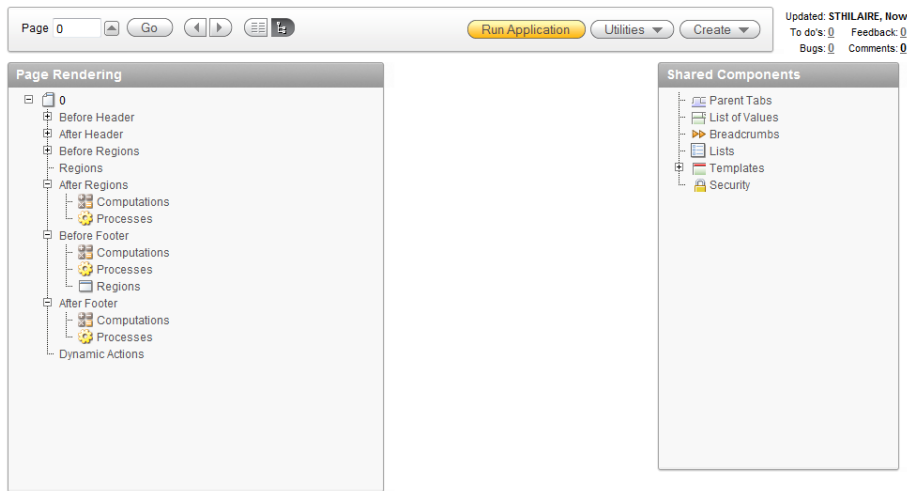 Page 0 Go Run Application Utilities Create
Updated: STHILAIRE, Now
To do's: 0 Feedback: 0
Bugs: 0 Comments: 0
Page Rendering
0
Before Header
After Header
Before Regions
Regions
After Regions
Computations
Processes
Before Footer
Computations
Processes
Regions
After Footer
Computations
Processes
Dynamic Actions
Shared Components
Parent Tabs
List of Values
Breadcrumbs
Lists
Templates
Security